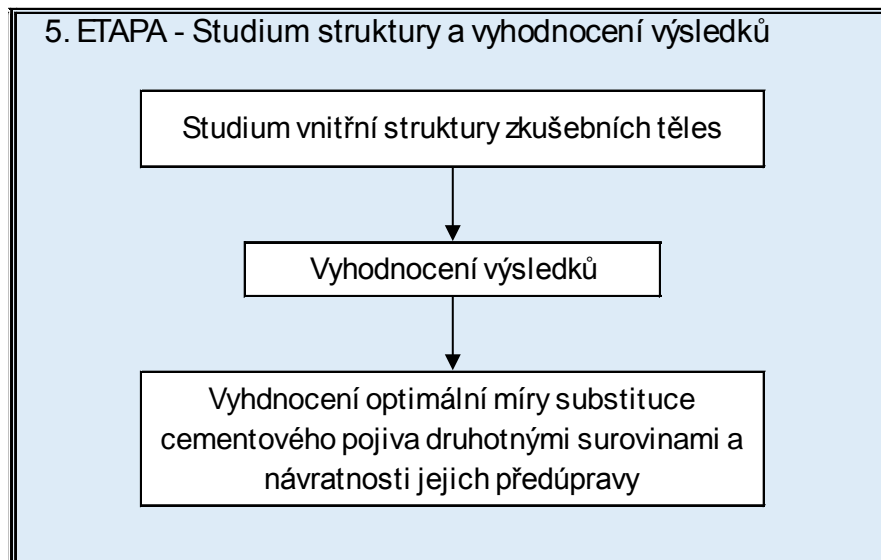 5. ETAPA - Studium struktury a vyhodnocení výsledků
Studium vnitřní struktury zkušebních těles
Vyhodnocení výsledků
Vyhdnocení optimální míry substituce
cementového pojiva druhotnými surovinami a
návratnosti jejich předúpravy